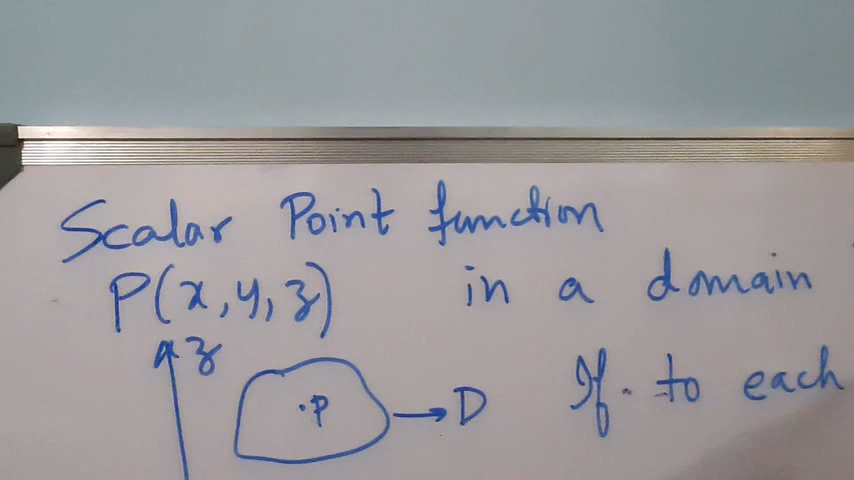 Scalar Point function
P(x, y, z) in a domain
z
.P D If. to each